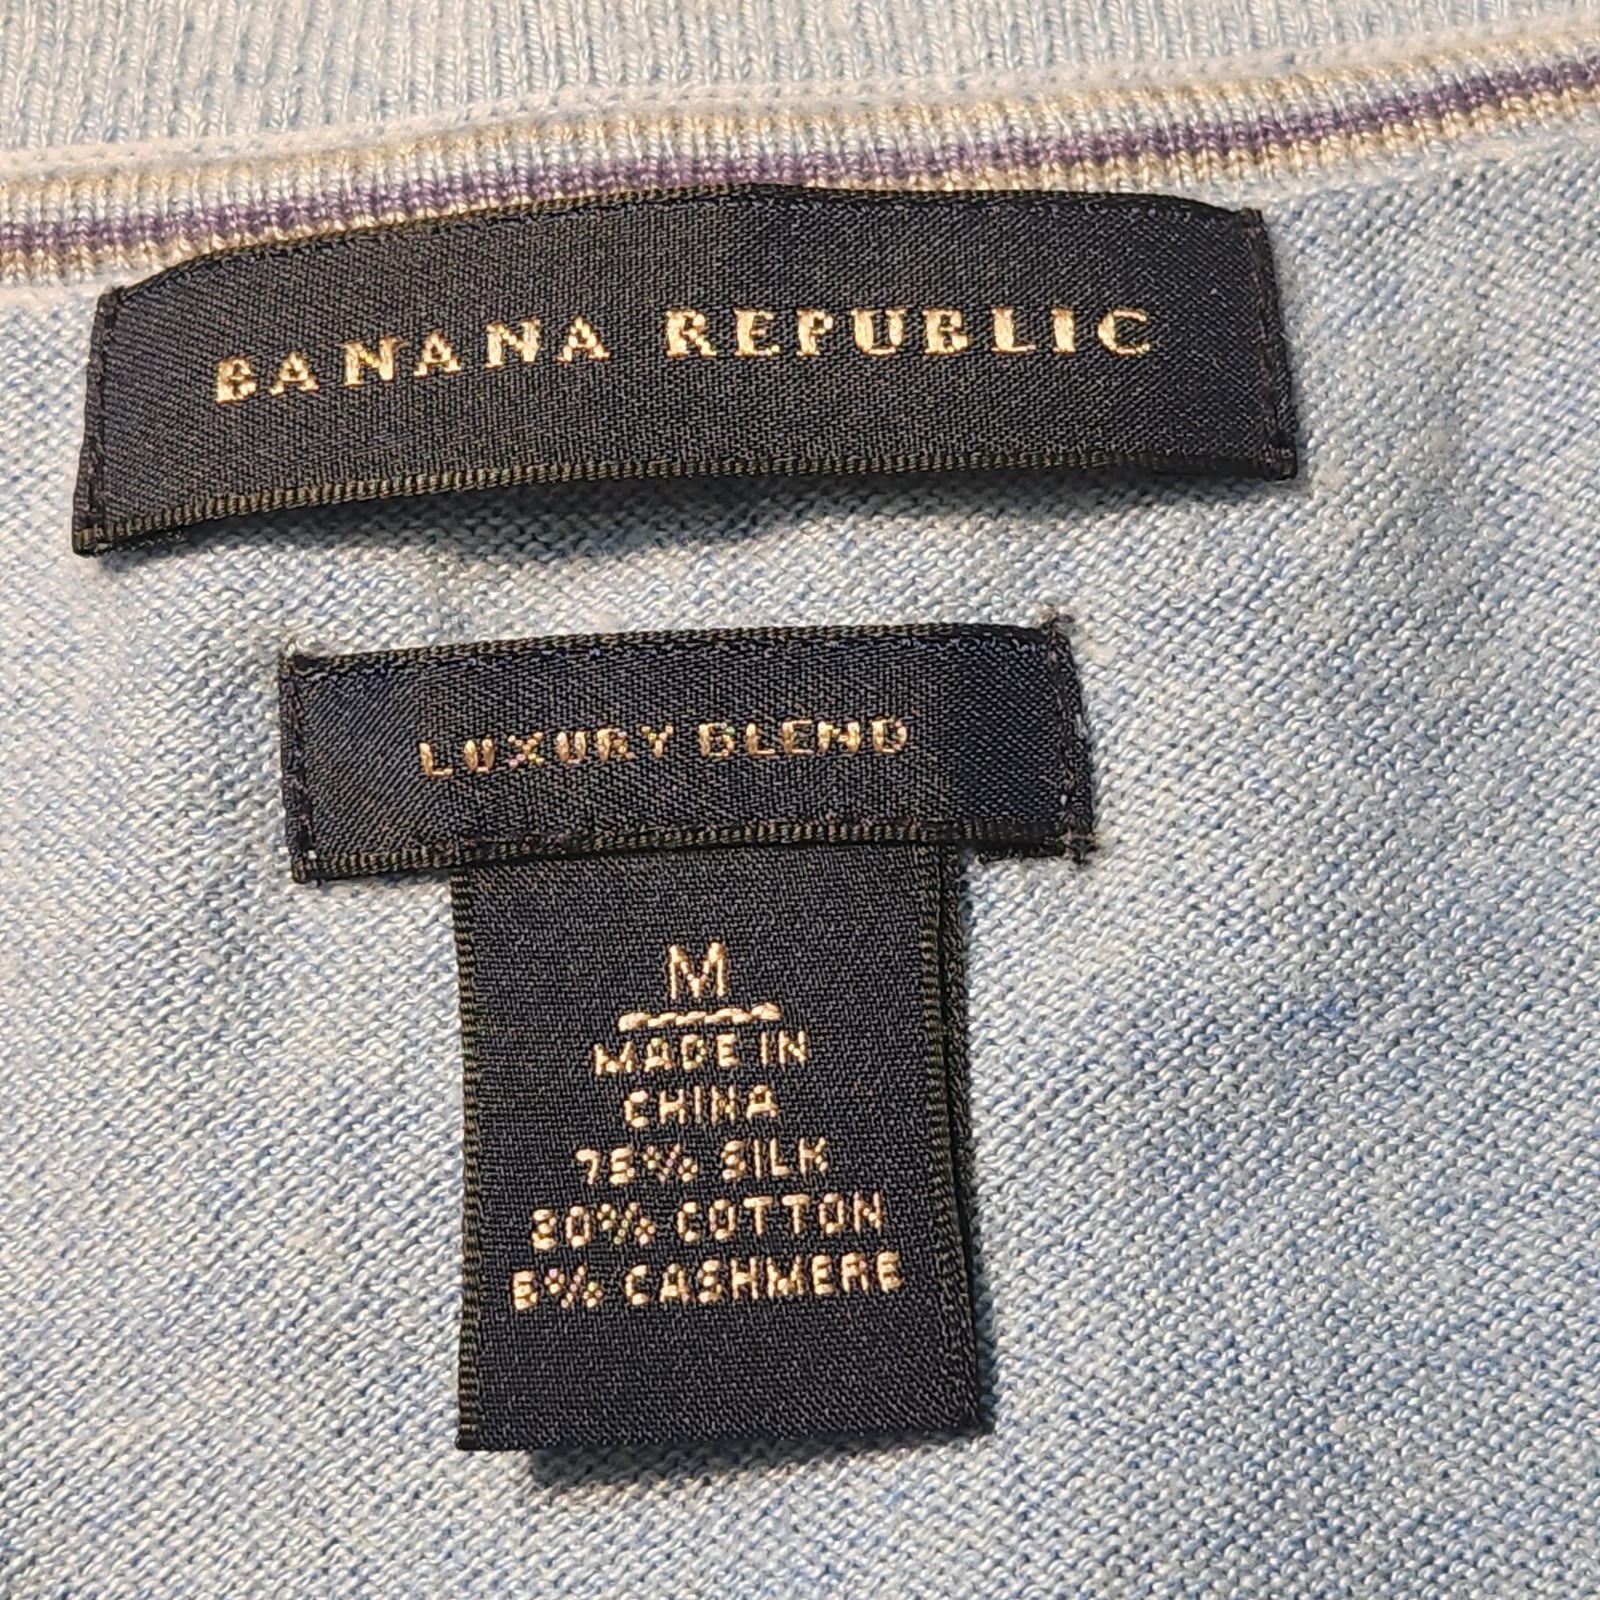 BANANA REPUBLIC
LUXURY BLEND
M
MADE IN
CHINA
75% SILK
20% COTTON
5% CASHMERE